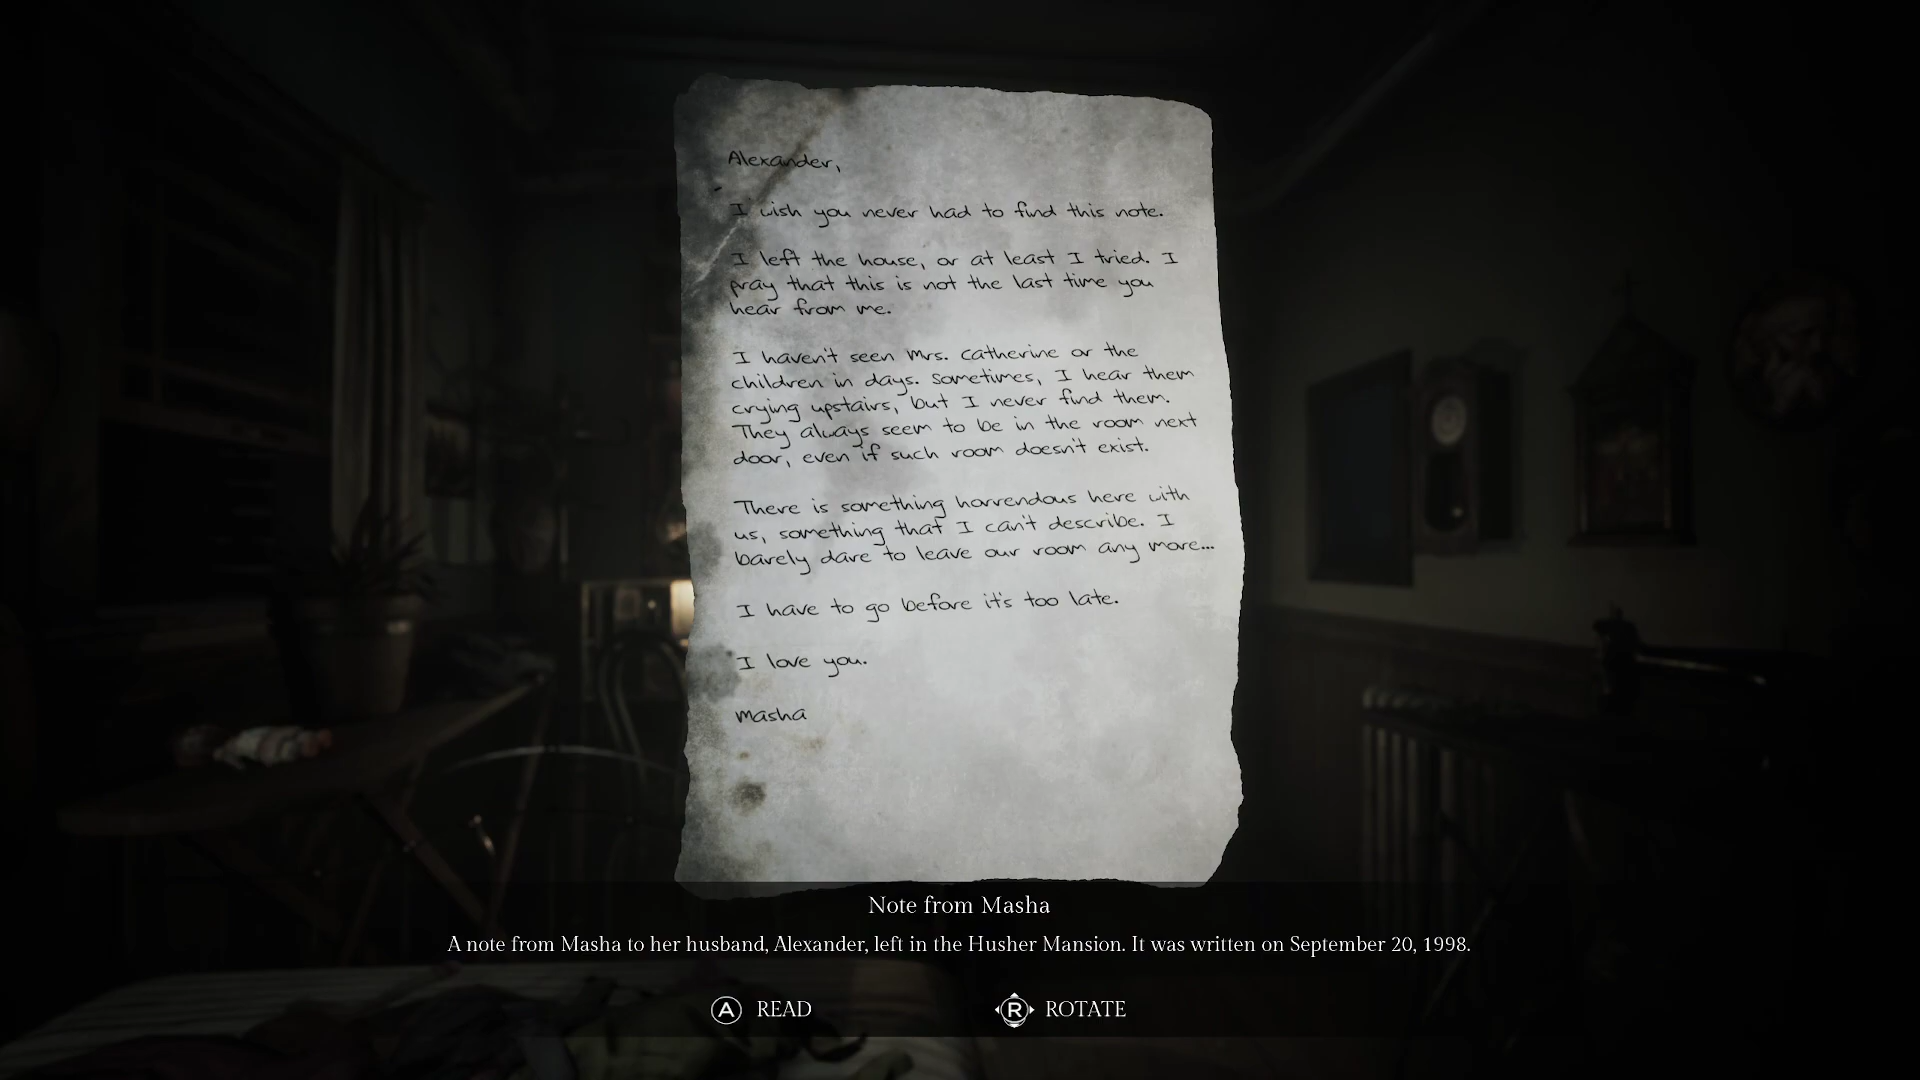 Alexander,
I wish you never had to find this note.
I left the house, or at least I tried. I
pray that this is not the last time you
hear from me.
I haven't seen Mrs. Catherine or the
children in days. Sometimes, I hear them
crying upstairs, but I never find them.
They always seem to be in the room next
door, even if such room doesn't exist.
There is something horrendous here with
us, something that I can't describe. I
barely dare to leave our room any more...
I have to go before it's too late.
I love you.
Masha
Note from Masha
A note from Masha to her husband, Alexander, left in the Husher Mansion. It was written on September 20, 1998.
A READ
R ROTATE